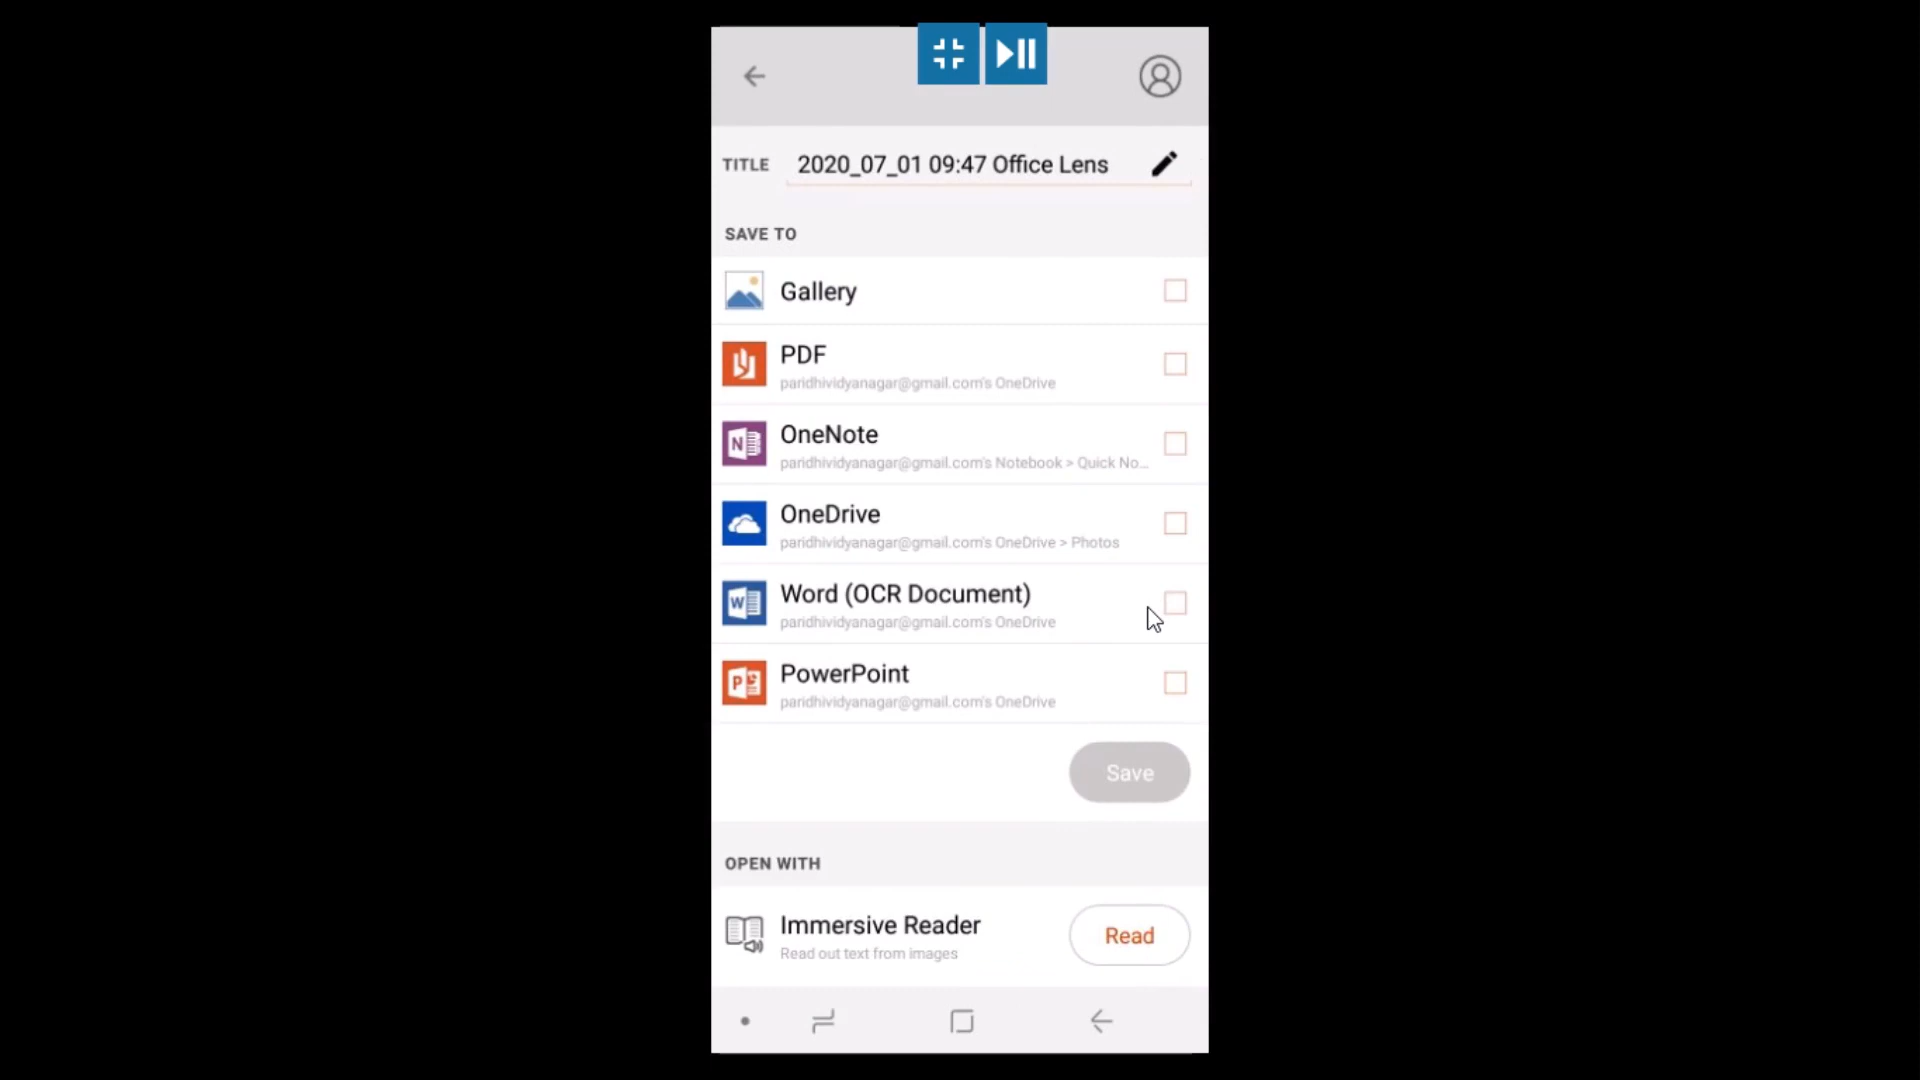 TITLE 2020_07_01 09:47 Office Lens
SAVE TO
Gallery
PDF
paridhividyanagar@gmail.com's OneDrive
OneNote
paridhividyanagar@gmail.com's Notebook > Quick No...
OneDrive
paridhividyanagar@gmail.com's OneDrive > Photos
Word (OCR Document)
paridhividyanagar@gmail.com's OneDrive
PowerPoint
paridhividyanagar@gmail.com's OneDrive
Save
OPEN WITH
Immersive Reader
Read out text from images
Read